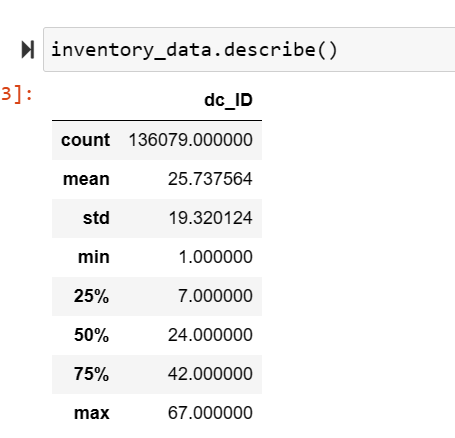 inventory_data.describe()
3]:
dc_ID
count 136079.000000
mean 25.737564
std 19.320124
min 1.000000
25% 7.000000
50% 24.000000
75% 42.000000
max 67.000000